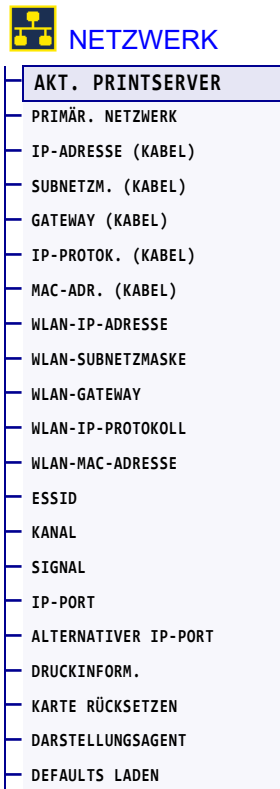 NETZWERK
AKT. PRINTSERVER
PRIMÄR. NETZWERK
IP-ADRESSE (KABEL)
SUBNETZM. (KABEL)
GATEWAY (KABEL)
IP-PROTOK. (KABEL)
MAC-ADR. (KABEL)
WLAN-IP-ADRESSE
WLAN-SUBNETZMASKE
WLAN-GATEWAY
WLAN-IP-PROTOKOLL
WLAN-MAC-ADRESSE
ESSID
KANAL
SIGNAL
IP-PORT
ALTERNATIVER IP-PORT
DRUCKINFORM.
KARTE RÜCKSETZEN
DARSTELLUNGSAGENT
DEFAULTS LADEN